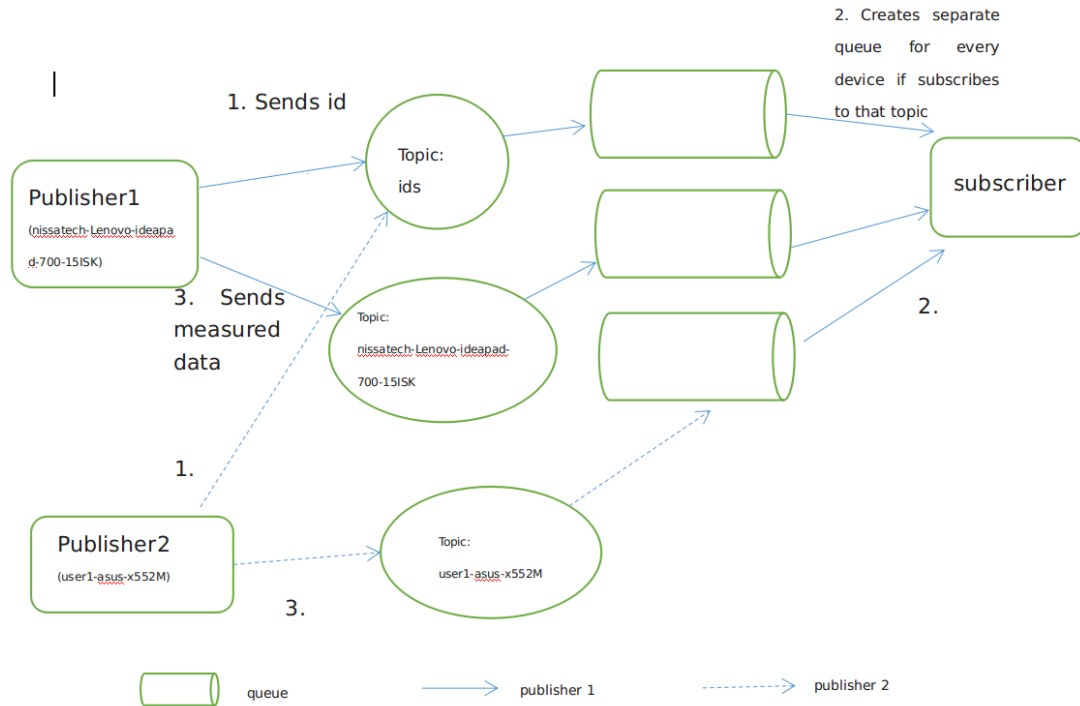 2. Creates separate
queue for every
device if subscribes
to that topic
1. Sends id
Topic:
ids
Publisher1
(nissatech-Lenovo-ideapa
d-700-15ISK)
subscriber
3. Sends
measured
data
Topic:
nissatech-Lenovo-ideapad-
700-15ISK
2.
1.
Publisher2
(user1-asus-x552M)
Topic:
user1-asus-x552M
3.
queue
publisher 1
publisher 2